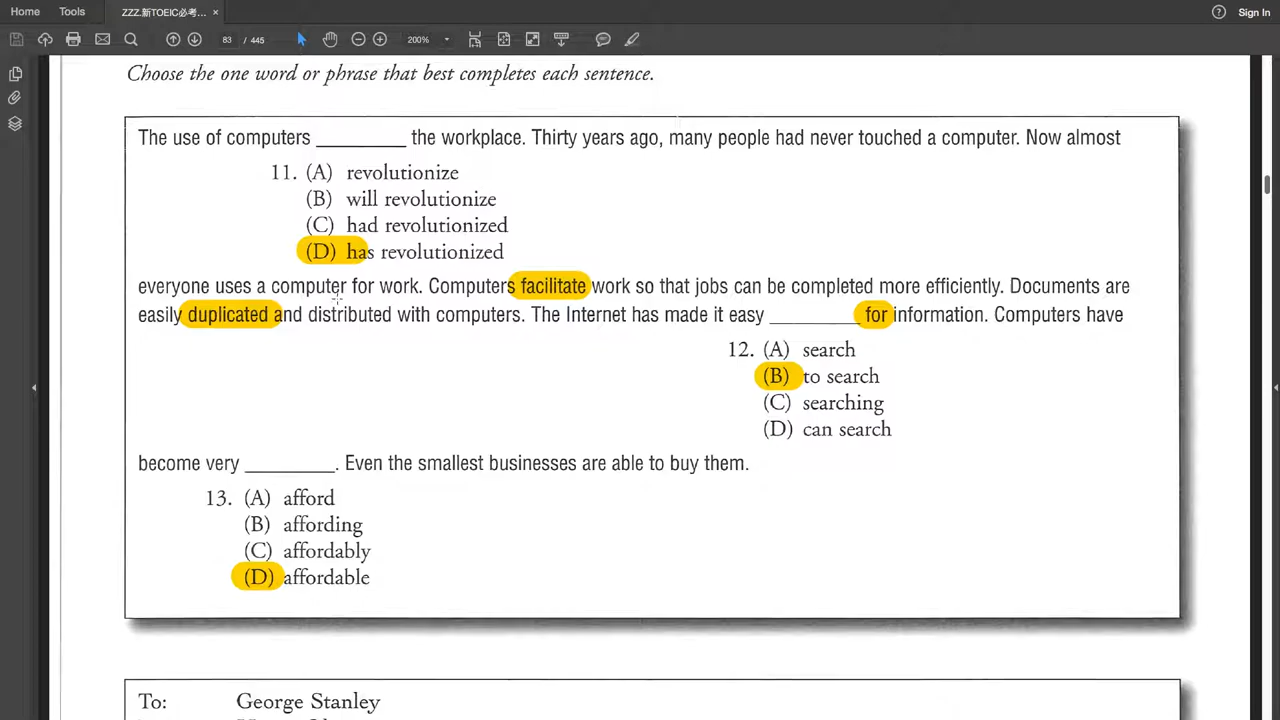 Home Tools ZZZ.新TOEIC必考... × Sign In
83 / 445 200%
Choose the one word or phrase that best completes each sentence.
The use of computers ________ the workplace. Thirty years ago, many people had never touched a computer. Now almost
11. (A) revolutionize
(B) will revolutionize
(C) had revolutionized
(D) has revolutionized
everyone uses a computer for work. Computers facilitate work so that jobs can be completed more efficiently. Documents are
easily duplicated and distributed with computers. The Internet has made it easy ________ for information. Computers have
12. (A) search
(B) to search
(C) searching
(D) can search
become very ________. Even the smallest businesses are able to buy them.
13. (A) afford
(B) affording
(C) affordably
(D) affordable
To: George Stanley